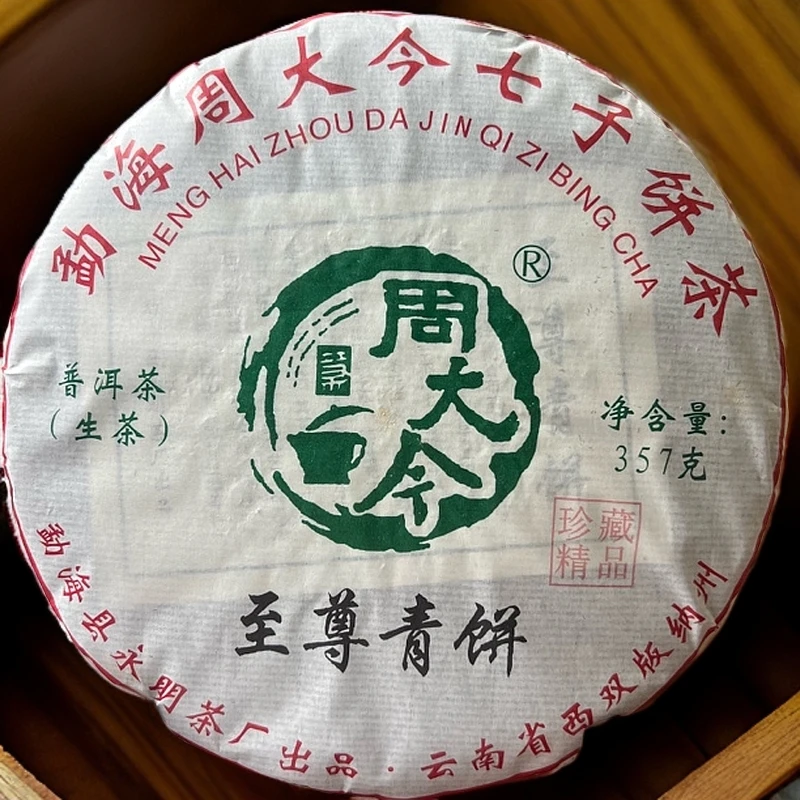 勐海周大今七子饼茶
MENG HAI ZHOU DA JIN QI ZI BING CHA
®
周大今
茶
普洱茶
（生茶）
净含量：
357克
珍藏
精品
至尊青饼
勐海县永明茶厂出品·云南省西双版纳州